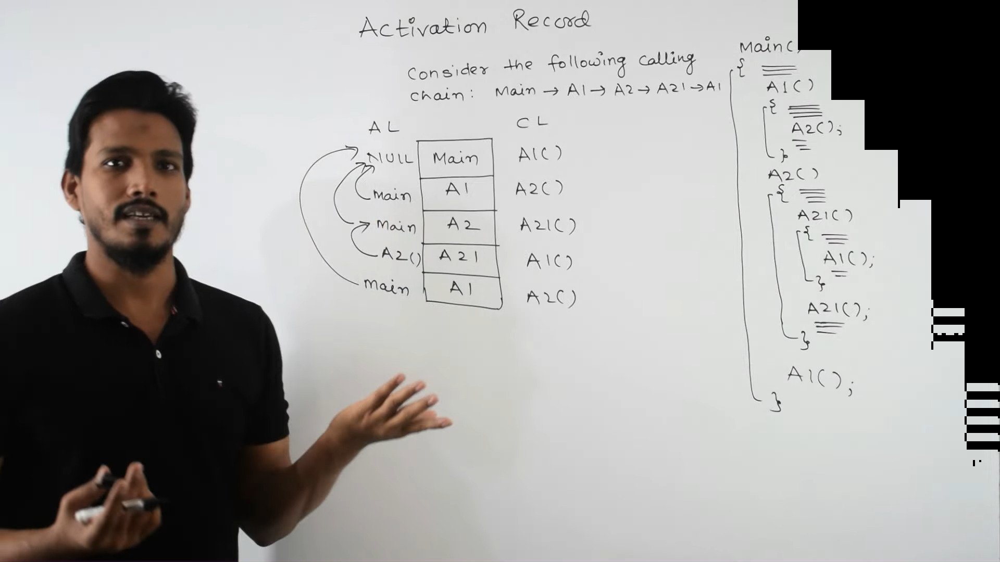 Activation Record
Consider the following calling
chain: Main → A1 → A2 → A21 → A1
AL CL
NULL Main A1()
Main A1 A2()
Main A2 A21()
A2() A21 A1()
Main A1 A2()
Main(
{
A1()
{
A2();
}
A2()
{
A21()
{
A1();
}
A21();
}
A1();
}